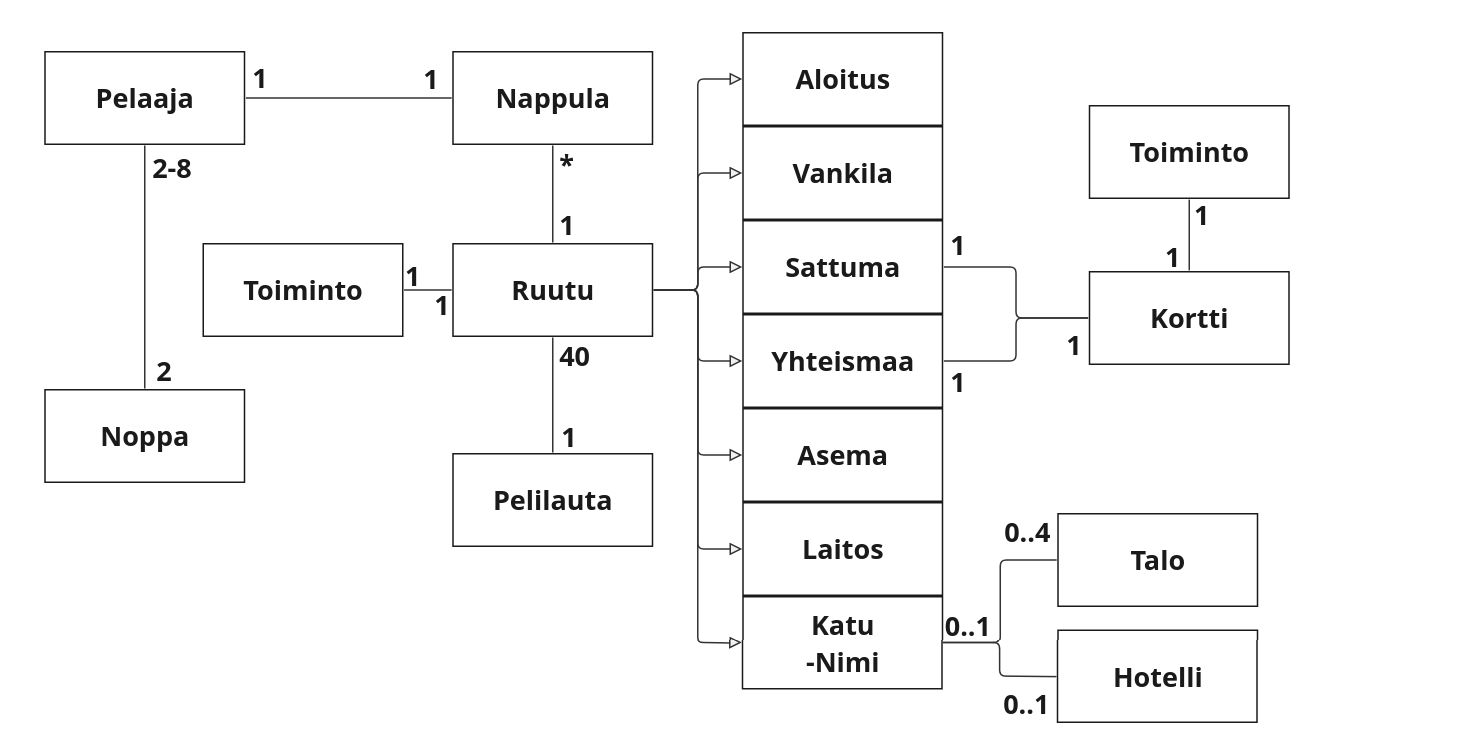 Pelaaja
1
1
Nappula
2-8
*
1
Toiminto
1
1
Ruutu
40
2
Noppa
1
Pelilauta
Aloitus
Vankila
Sattuma
Yhteismaa
Asema
Laitos
Katu
-Nimi
1
1
Toiminto
1
1
Kortti
1
0..1
0..4
Talo
0..1
Hotelli